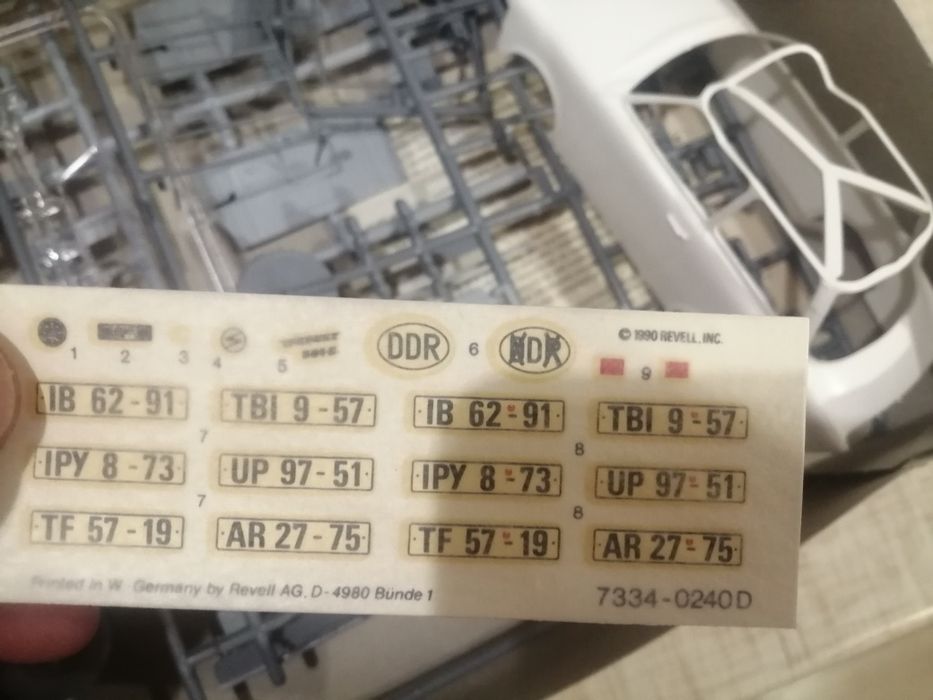 © 1990 REVELL, INC.
DDR
DR
1 2 3 4 5 6 9
IB 62-91 TBI 9-57 IB 62-91 TBI 9-57
7 8
IPY 8-73 UP 97-51 IPY 8-73 UP 97-51
7 8
TF 57-19 AR 27-75 TF 57-19 AR 27-75
Printed in W. Germany by Revell AG, D-4980 Bünde 1
7334-0240D